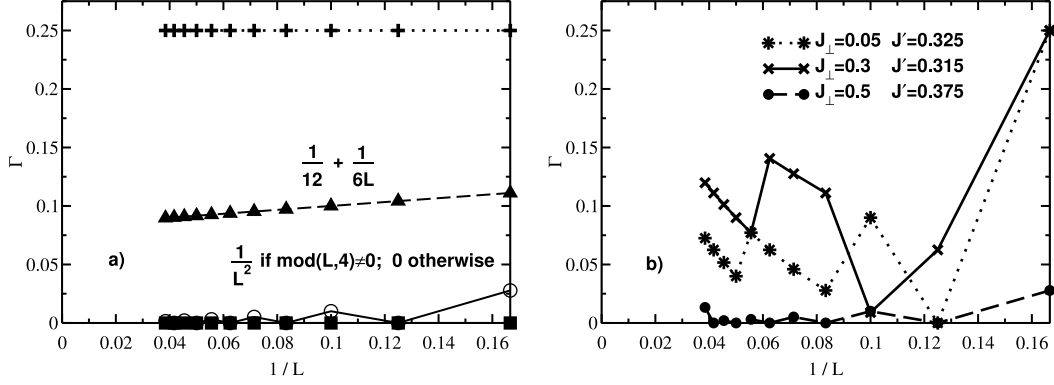 0.25
0.2
0.15
0.1
0.05
0
Γ
1/12 + 1/6L
a)
1/L² if mod(L,4)≠0; 0 otherwise
0 0.02 0.04 0.06 0.08 0.1 0.12 0.14 0.16
1 / L
J⊥=0.05 J′=0.325
J⊥=0.3 J′=0.315
J⊥=0.5 J′=0.375
0.25
0.2
0.15
0.1
0.05
0
Γ
b)
0 0.02 0.04 0.06 0.08 0.1 0.12 0.14 0.16
1 / L